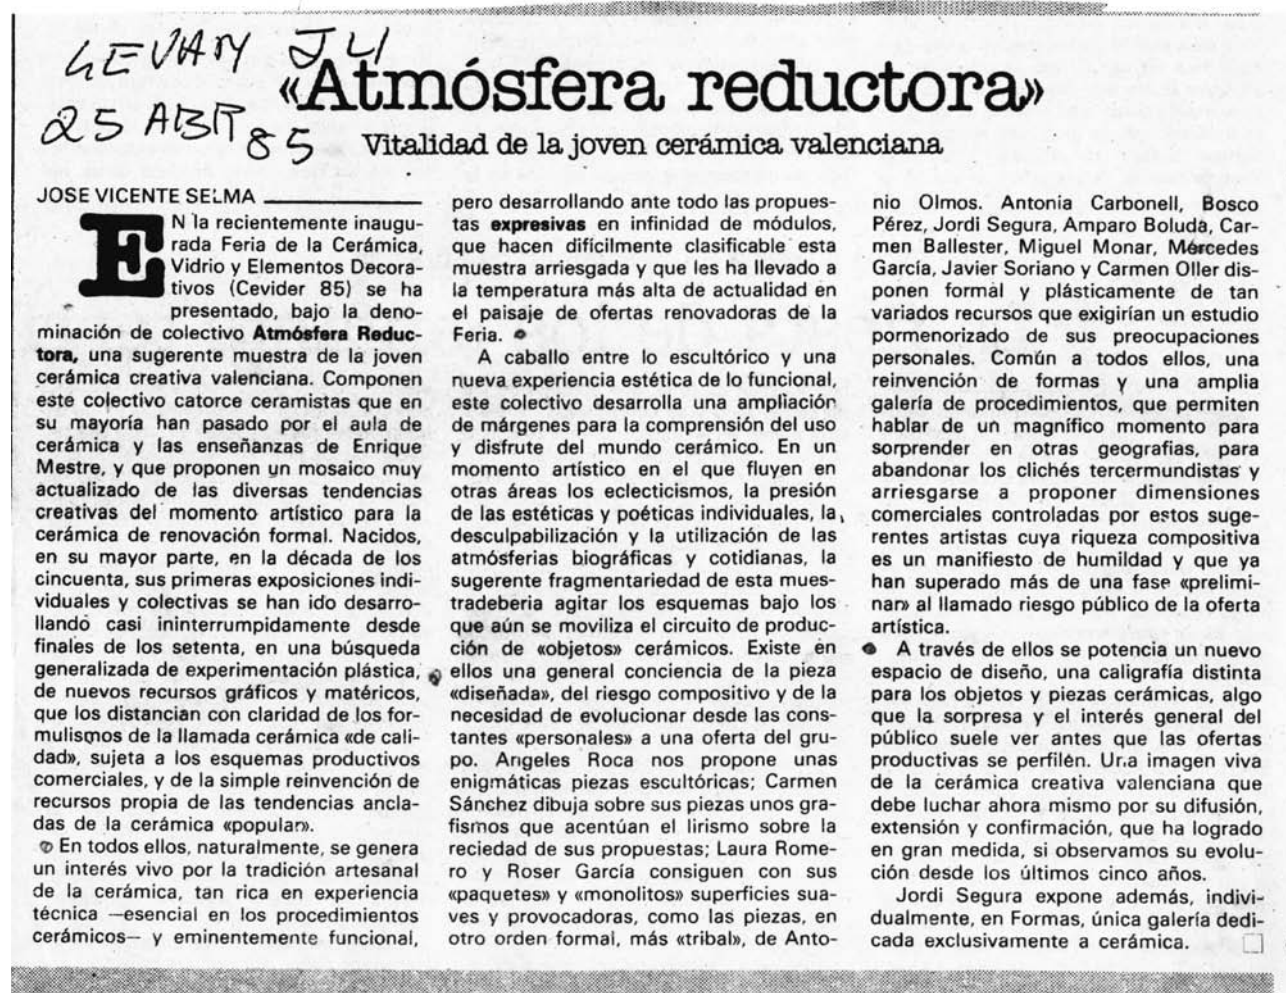 LEVANTE J 4
25 ABR 85
«Atmósfera reductora»
Vitalidad de la joven cerámica valenciana
JOSE VICENTE SELMA
EN la recientemente inaugu-
rada Feria de la Cerámica,
Vidrio y Elementos Decora-
tivos (Cevider 85) se ha
presentado, bajo la deno-
minación de colectivo Atmósfera Reduc-
tora, una sugerente muestra de la joven
cerámica creativa valenciana. Componen
este colectivo catorce ceramistas que en
su mayoría han pasado por el aula de
cerámica y las enseñanzas de Enrique
Mestre, y que proponen un mosaico muy
actualizado de las diversas tendencias
creativas del momento artístico para la
cerámica de renovación formal. Nacidos,
en su mayor parte, en la década de los
cincuenta, sus primeras exposiciones indi-
viduales y colectivas se han ido desarro-
llando casi ininterrumpidamente desde
finales de los setenta, en una búsqueda
generalizada de experimentación plástica,
de nuevos recursos gráficos y matéricos,
que los distancian con claridad de los for-
mulismos de la llamada cerámica «de cali-
dad», sujeta a los esquemas productivos
comerciales, y de la simple reinvención de
recursos propia de las tendencias ancla-
das de la cerámica «popular».
En todos ellos, naturalmente, se genera
un interés vivo por la tradición artesanal
de la cerámica, tan rica en experiencia
técnica —esencial en los procedimientos
cerámicos— y eminentemente funcional,
pero desarrollando ante todo las propues-
tas expresivas en infinidad de módulos,
que hacen difícilmente clasificable esta
muestra arriesgada y que les ha llevado a
la temperatura más alta de actualidad en
el paisaje de ofertas renovadoras de la
Feria.
A caballo entre lo escultórico y una
nueva experiencia estética de lo funcional,
este colectivo desarrolla una ampliación
de márgenes para la comprensión del uso
y disfrute del mundo cerámico. En un
momento artístico en el que fluyen en
otras áreas los eclecticismos, la presión
de las estéticas y poéticas individuales, la
desculpabilización y la utilización de las
atmósferias biográficas y cotidianas, la
sugerente fragmentariedad de esta mues-
tradeberia agitar los esquemas bajo los
que aún se moviliza el circuito de produc-
ción de «objetos» cerámicos. Existe en
ellos una general conciencia de la pieza
«diseñada», del riesgo compositivo y de la
necesidad de evolucionar desde las cons-
tantes «personales» a una oferta del gru-
po. Angeles Roca nos propone unas
enigmáticas piezas escultóricas; Carmen
Sánchez dibuja sobre sus piezas unos gra-
fismos que acentúan el lirismo sobre la
reciedad de sus propuestas; Laura Rome-
ro y Roser García consiguen con sus
«paquetes» y «monolitos» superficies sua-
ves y provocadoras, como las piezas, en
otro orden formal, más «tribal», de Anto-
nio Olmos. Antonia Carbonell, Bosco
Pérez, Jordi Segura, Amparo Boluda, Car-
men Ballester, Miguel Monar, Mercedes
García, Javier Soriano y Carmen Oller dis-
ponen formal y plásticamente de tan
variados recursos que exigirían un estudio
pormenorizado de sus preocupaciones
personales. Común a todos ellos, una
reinvención de formas y una amplia
galería de procedimientos, que permiten
hablar de un magnífico momento para
sorprender en otras geografias, para
abandonar los clichés tercermundistas y
arriesgarse a proponer dimensiones
comerciales controladas por estos suge-
rentes artistas cuya riqueza compositiva
es un manifiesto de humildad y que ya
han superado más de una fase «prelimi-
nar» al llamado riesgo público de la oferta
artística.
A través de ellos se potencia un nuevo
espacio de diseño, una caligrafía distinta
para los objetos y piezas cerámicas, algo
que la sorpresa y el interés general del
público suele ver antes que las ofertas
productivas se perfilén. Una imagen viva
de la cerámica creativa valenciana que
debe luchar ahora mismo por su difusión,
extensión y confirmación, que ha logrado
en gran medida, si observamos su evolu-
ción desde los últimos cinco años.
Jordi Segura expone además, indivi-
dualmente, en Formas, única galería dedi-
cada exclusivamente a cerámica.